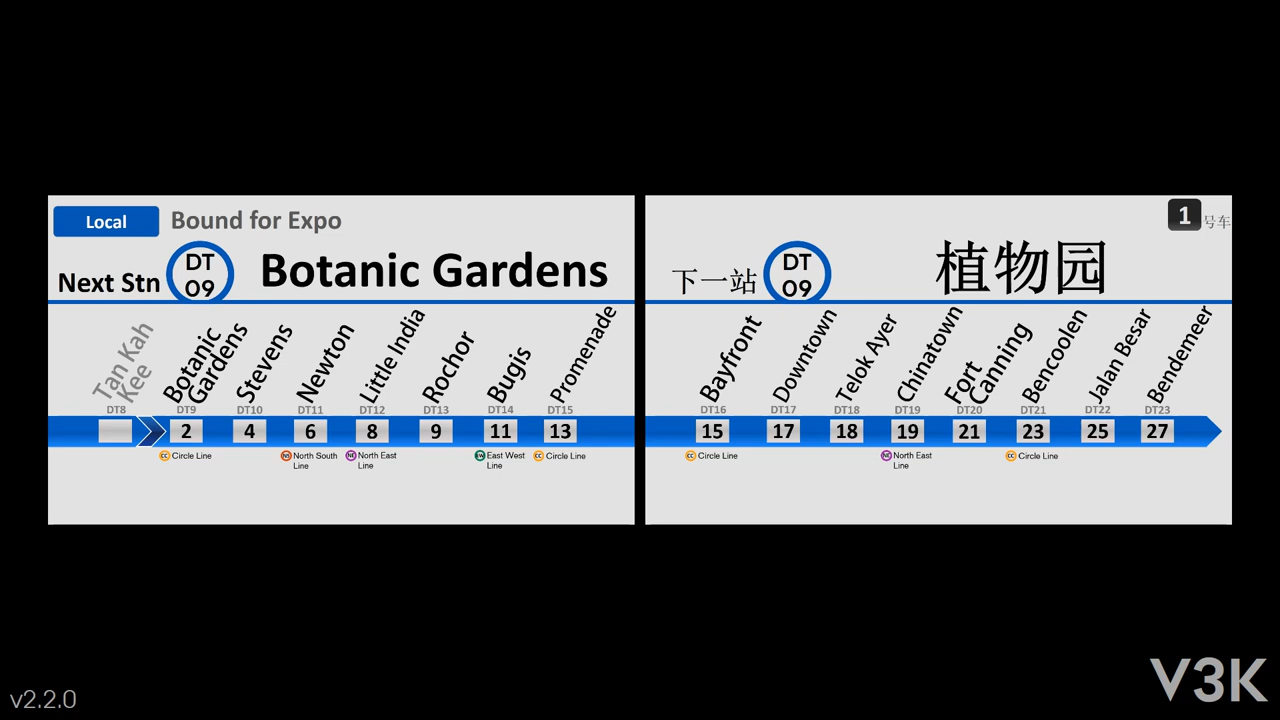 Local Bound for Expo
Next Stn DT 09 Botanic Gardens
Tan Kah Kee
Botanic Gardens
Stevens
Newton
Little India
Rochor
Bugis
Promenade
DT8 DT9 DT10 DT11 DT12 DT13 DT14 DT15
2 4 6 8 9 11 13
CC Circle Line
NS North South Line
NE North East Line
EW East West Line
CC Circle Line
1 号车
下一站 DT 09 植物园
Bayfront
Downtown
Telok Ayer
Chinatown
Fort Canning
Bencoolen
Jalan Besar
Bendemeer
DT16 DT17 DT18 DT19 DT20 DT21 DT22 DT23
15 17 18 19 21 23 25 27
CC Circle Line
NE North East Line
CC Circle Line
v2.2.0
V3K